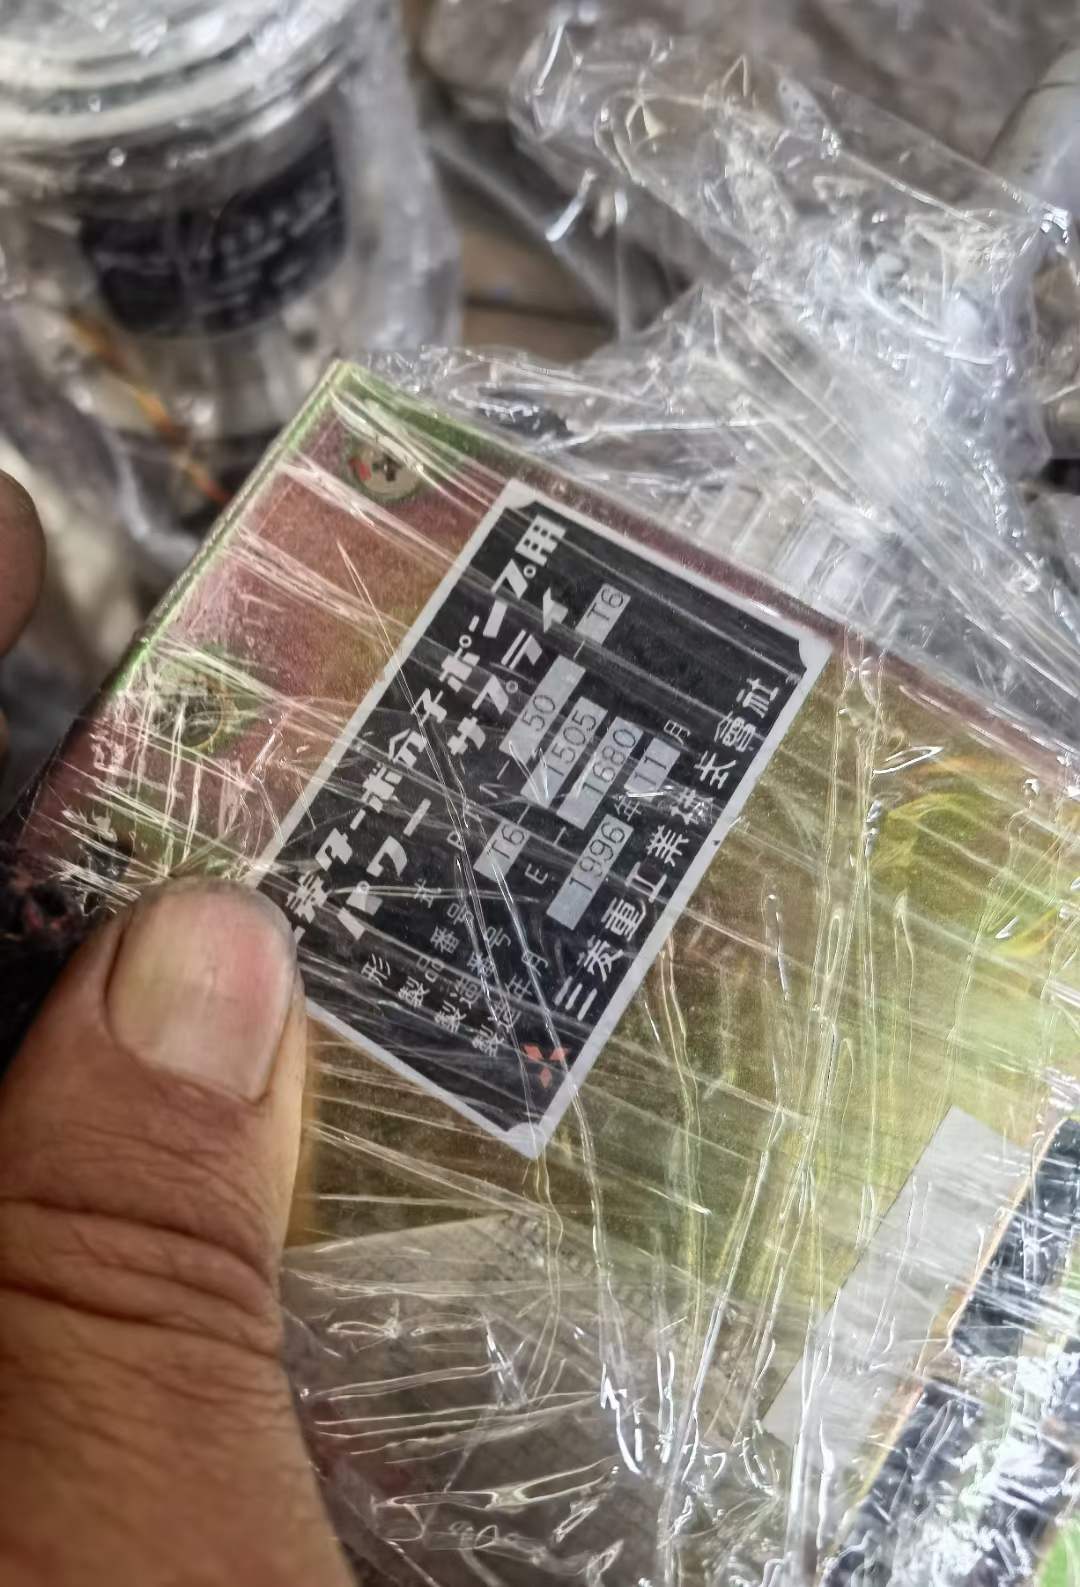 三菱ターボ分子ポンプ用
パワーサプライ
形式 P T - 50
製品番号 T6 - 1505 - T6
製造番号 E - 1680
製造年月 1996年 11月
三菱重工業株式會社